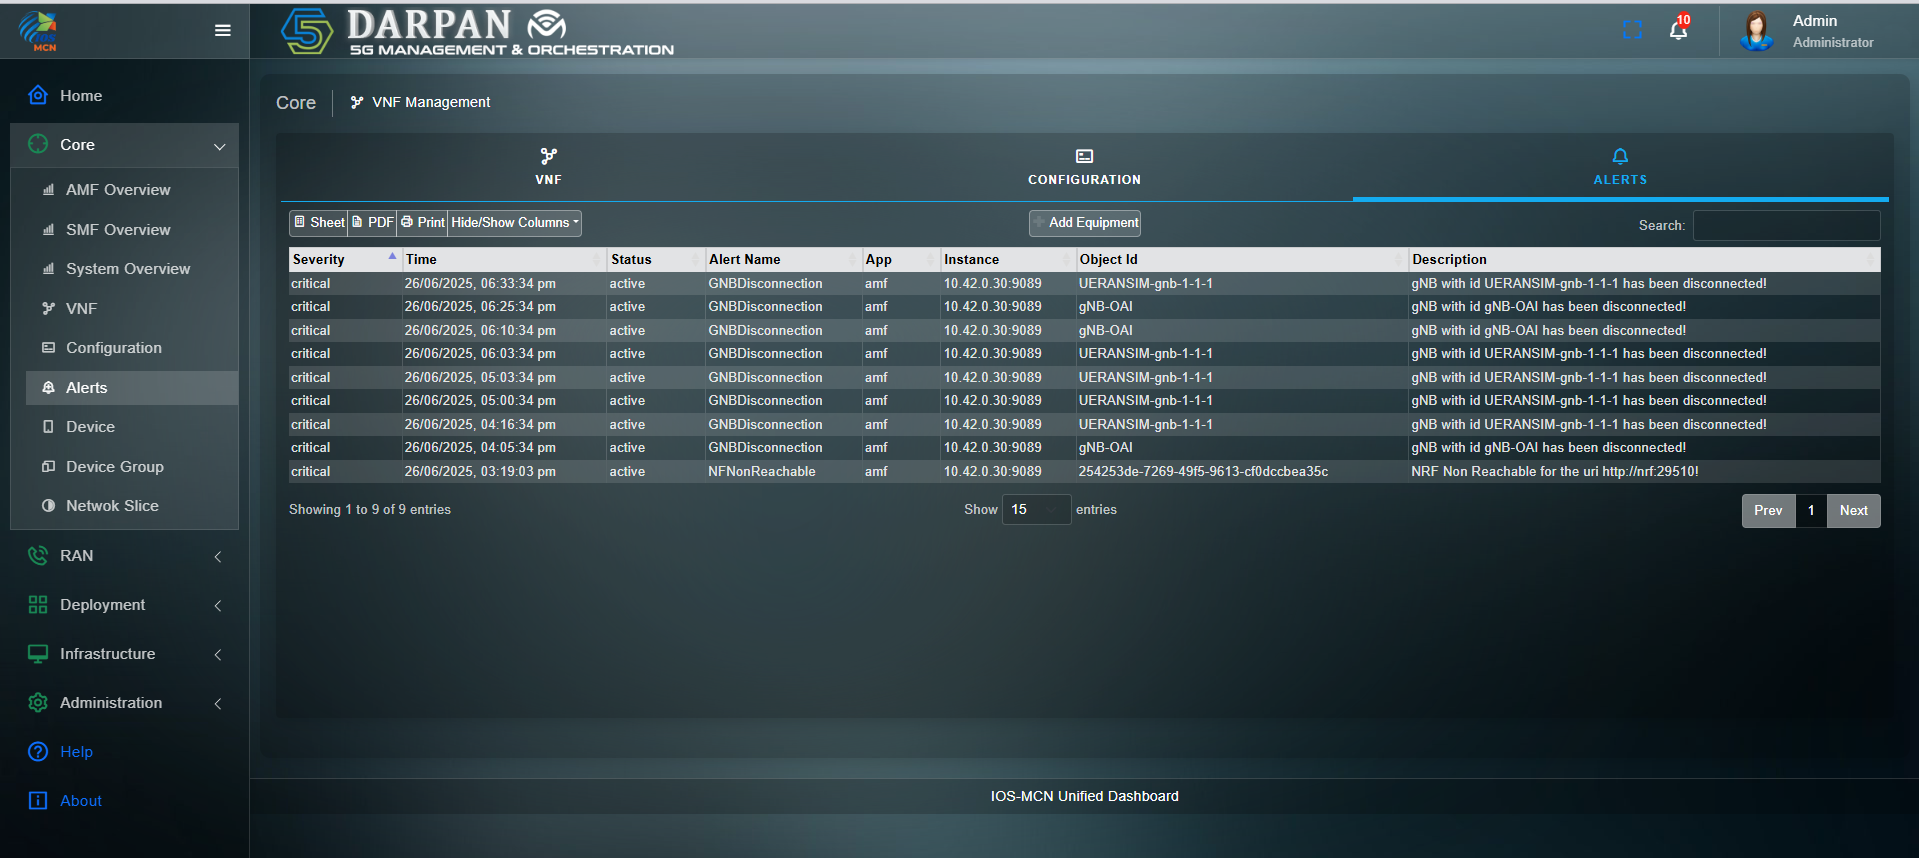 IOS
MCN
DARPAN
5G MANAGEMENT & ORCHESTRATION
10
Admin
Administrator
Home
Core
AMF Overview
SMF Overview
System Overview
VNF
Configuration
Alerts
Device
Device Group
Netwok Slice
RAN
Deployment
Infrastructure
Administration
Help
About
Core
VNF Management
VNF
CONFIGURATION
ALERTS
Sheet PDF Print Hide/Show Columns
Add Equipment
Search:
Severity Time Status Alert Name App Instance Object Id Description
critical 26/06/2025, 06:33:34 pm active GNBDisconnection amf 10.42.0.30:9089 UERANSIM-gnb-1-1-1 gNB with id UERANSIM-gnb-1-1-1 has been disconnected!
critical 26/06/2025, 06:25:34 pm active GNBDisconnection amf 10.42.0.30:9089 gNB-OAI gNB with id gNB-OAI has been disconnected!
critical 26/06/2025, 06:10:34 pm active GNBDisconnection amf 10.42.0.30:9089 gNB-OAI gNB with id gNB-OAI has been disconnected!
critical 26/06/2025, 06:03:34 pm active GNBDisconnection amf 10.42.0.30:9089 UERANSIM-gnb-1-1-1 gNB with id UERANSIM-gnb-1-1-1 has been disconnected!
critical 26/06/2025, 05:03:34 pm active GNBDisconnection amf 10.42.0.30:9089 UERANSIM-gnb-1-1-1 gNB with id UERANSIM-gnb-1-1-1 has been disconnected!
critical 26/06/2025, 05:00:34 pm active GNBDisconnection amf 10.42.0.30:9089 UERANSIM-gnb-1-1-1 gNB with id UERANSIM-gnb-1-1-1 has been disconnected!
critical 26/06/2025, 04:16:34 pm active GNBDisconnection amf 10.42.0.30:9089 UERANSIM-gnb-1-1-1 gNB with id UERANSIM-gnb-1-1-1 has been disconnected!
critical 26/06/2025, 04:05:34 pm active GNBDisconnection amf 10.42.0.30:9089 gNB-OAI gNB with id gNB-OAI has been disconnected!
critical 26/06/2025, 03:19:03 pm active NFNonReachable amf 10.42.0.30:9089 254253de-7269-49f5-9613-cf0dccbea35c NRF Non Reachable for the uri http://nrf:29510!
Showing 1 to 9 of 9 entries
Show 15 entries
Prev 1 Next
IOS-MCN Unified Dashboard